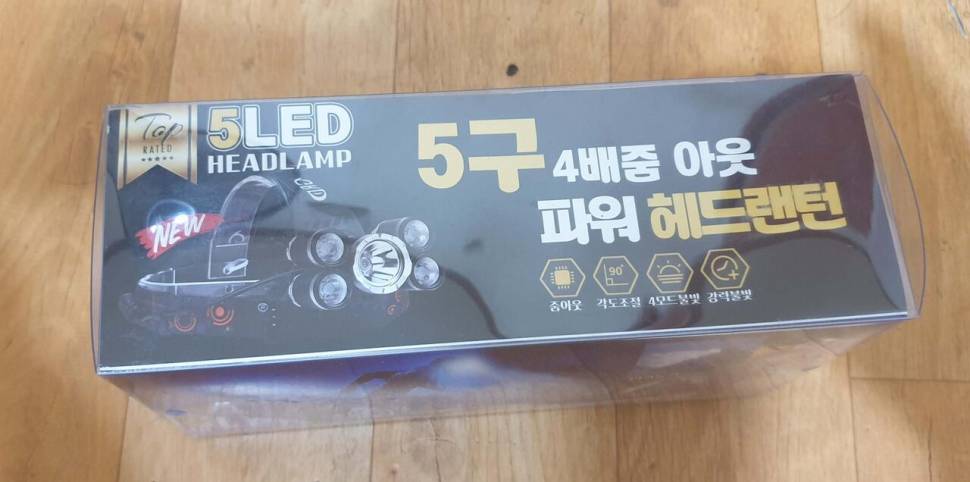 Top
RATED
5LED
HEADLAMP
NEW
5구 4배줌 아웃
파워 헤드랜턴
90°
줌아웃 각도조절 4모드불빛 강력불빛